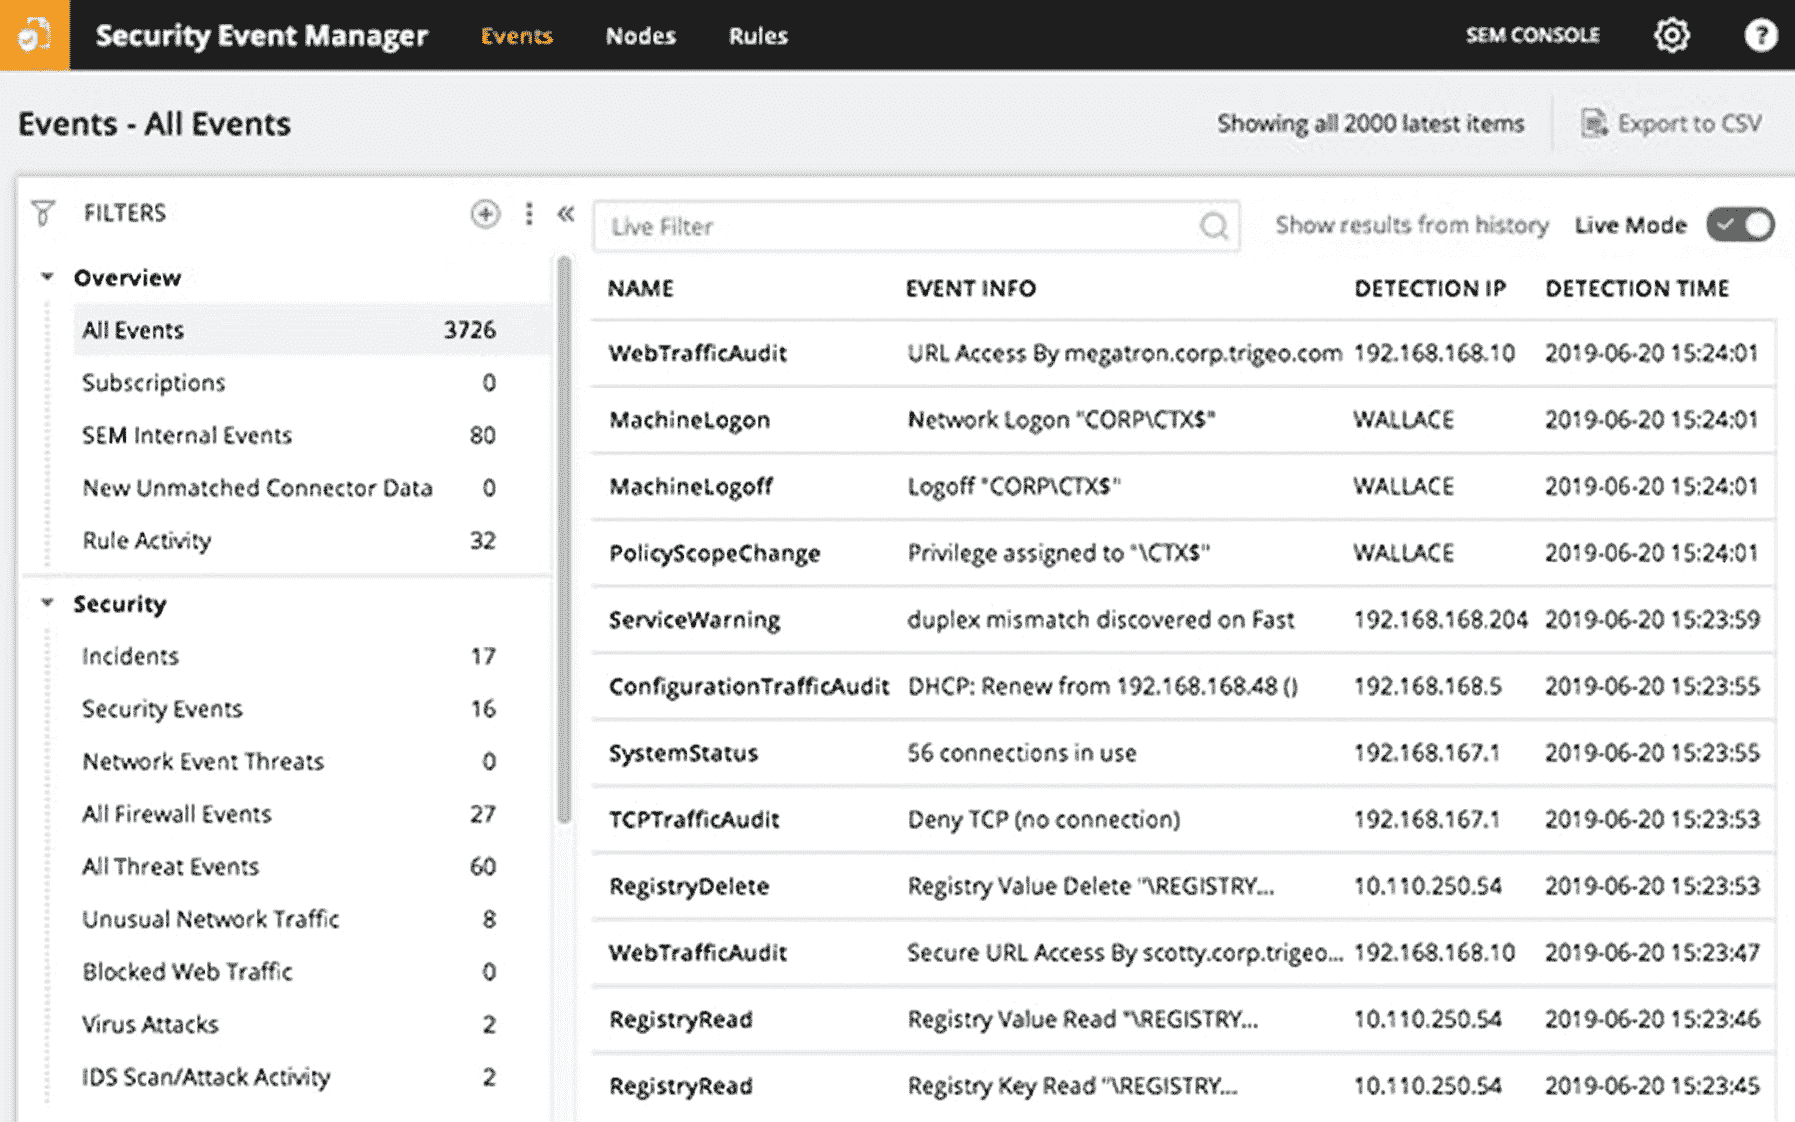 Security Event Manager Events Nodes Rules SEM CONSOLE ?
Events - All Events Showing all 2000 latest items Export to CSV
FILTERS
Overview
All Events 3726
Subscriptions 0
SEM Internal Events 80
New Unmatched Connector Data 0
Rule Activity 32
Security
Incidents 17
Security Events 16
Network Event Threats 0
All Firewall Events 27
All Threat Events 60
Unusual Network Traffic 8
Blocked Web Traffic 0
Virus Attacks 2
IDS Scan/Attack Activity 2
Live Filter Show results from history Live Mode
NAME EVENT INFO DETECTION IP DETECTION TIME
WebTrafficAudit URL Access By megatron.corp.trigeo.com 192.168.168.10 2019-06-20 15:24:01
MachineLogon Network Logon "CORP\CTX$" WALLACE 2019-06-20 15:24:01
MachineLogoff Logoff "CORP\CTX$" WALLACE 2019-06-20 15:24:01
PolicyScopeChange Privilege assigned to "\CTX$" WALLACE 2019-06-20 15:24:01
ServiceWarning duplex mismatch discovered on Fast 192.168.168.204 2019-06-20 15:23:59
ConfigurationTrafficAudit DHCP: Renew from 192.168.168.48 () 192.168.168.5 2019-06-20 15:23:55
SystemStatus 56 connections in use 192.168.167.1 2019-06-20 15:23:55
TCPTrafficAudit Deny TCP (no connection) 192.168.167.1 2019-06-20 15:23:53
RegistryDelete Registry Value Delete "\REGISTRY... 10.110.250.54 2019-06-20 15:23:53
WebTrafficAudit Secure URL Access By scotty.corp.trigeo... 192.168.168.10 2019-06-20 15:23:47
RegistryRead Registry Value Read "\REGISTRY... 10.110.250.54 2019-06-20 15:23:46
RegistryRead Registry Key Read "\REGISTRY... 10.110.250.54 2019-06-20 15:23:45